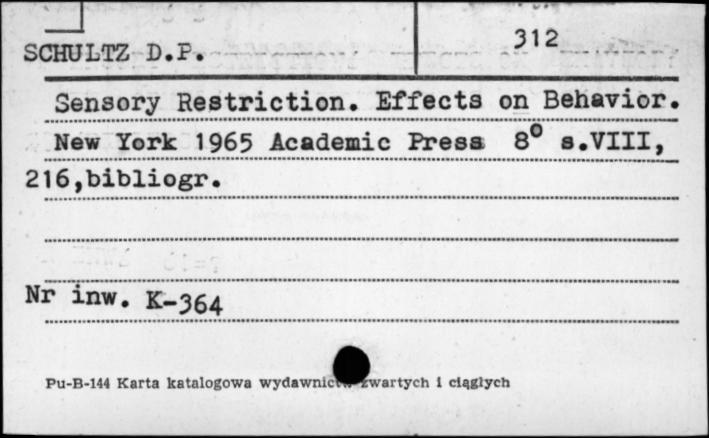 SCHULTZ D.P.
312
Sensory Restriction. Effects on Behavior.
New York 1965 Academic Press 8° s.VIII,
216,bibliogr.
Nr inw. K-364
Pu-B-144 Karta katalogowa wydawnictw zwartych i ciągłych